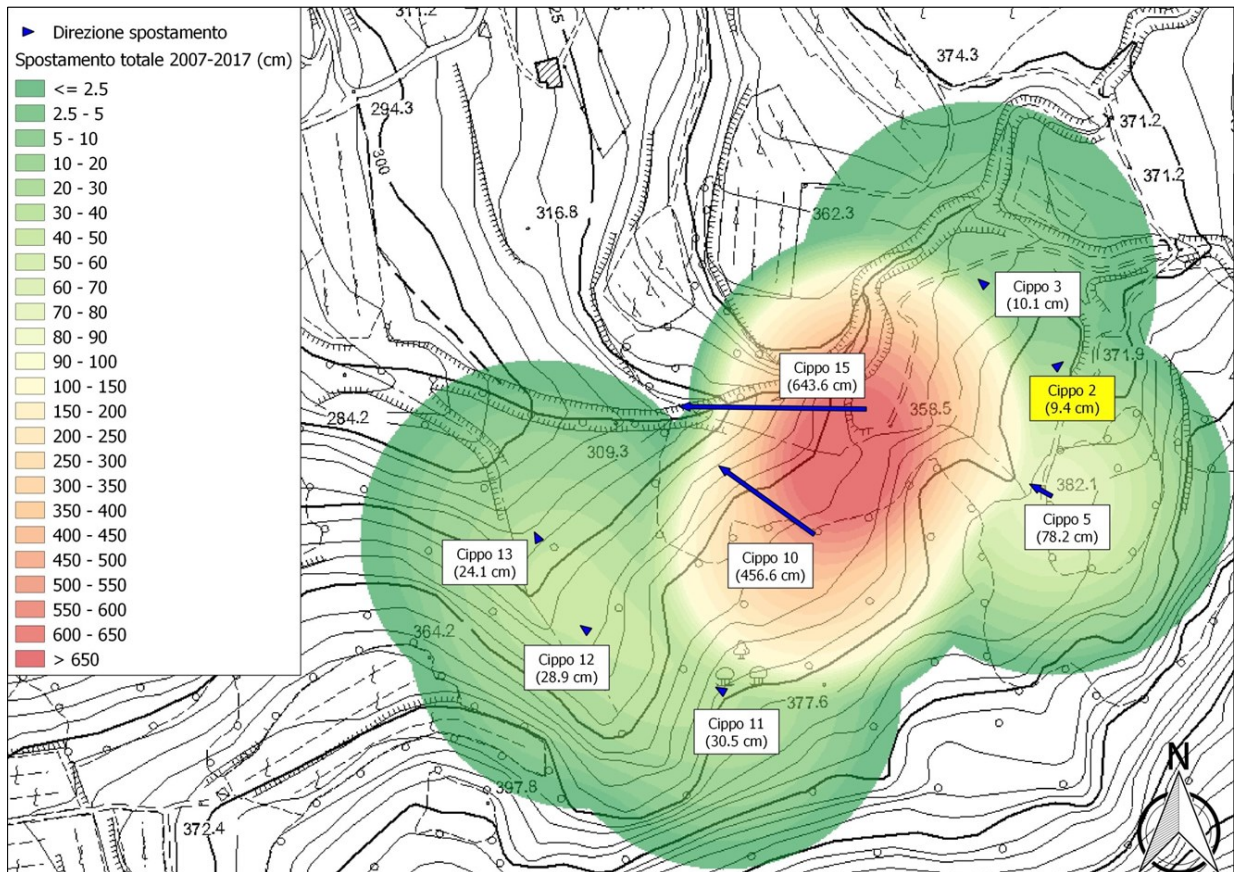 Direzione spostamento
Spostamento totale 2007-2017 (cm)
<= 2.5
2.5 - 5
5 - 10
10 - 20
20 - 30
30 - 40
40 - 50
50 - 60
60 - 70
70 - 80
80 - 90
90 - 100
100 - 150
150 - 200
200 - 250
250 - 300
300 - 350
350 - 400
400 - 450
450 - 500
500 - 550
550 - 600
600 - 650
> 650
311.2
374.3
294.3
371.2
300
371.2
316.8
362.3
Cippo 3
(10.1 cm)
371.9
Cippo 15
(643.6 cm)
Cippo 2
(9.4 cm)
358.5
284.2
309.3
382.1
Cippo 5
(78.2 cm)
Cippo 13
(24.1 cm)
Cippo 10
(456.6 cm)
364.2
Cippo 12
(28.9 cm)
377.6
Cippo 11
(30.5 cm)
397.8
372.4
N